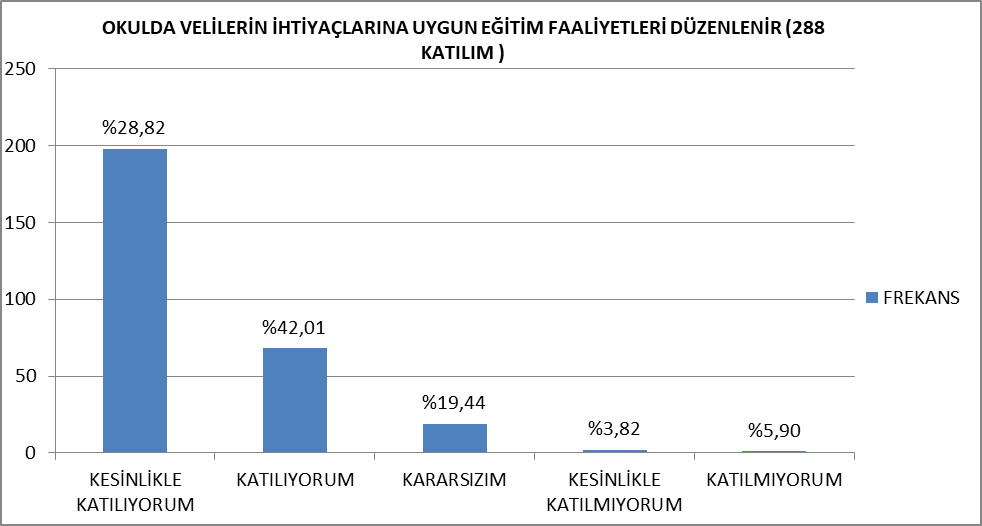 OKULDA VELİLERİN İHTİYAÇLARINA UYGUN EĞİTİM FAALİYETLERİ DÜZENLENİR (288
KATILIM )
250
200
150
100
50
0
%28,82
%42,01
%19,44
%3,82
%5,90
FREKANS
KESİNLİKLE
KATILIYORUM
KATILIYORUM
KARARSIZIM
KESİNLİKLE
KATILMIYORUM
KATILMIYORUM